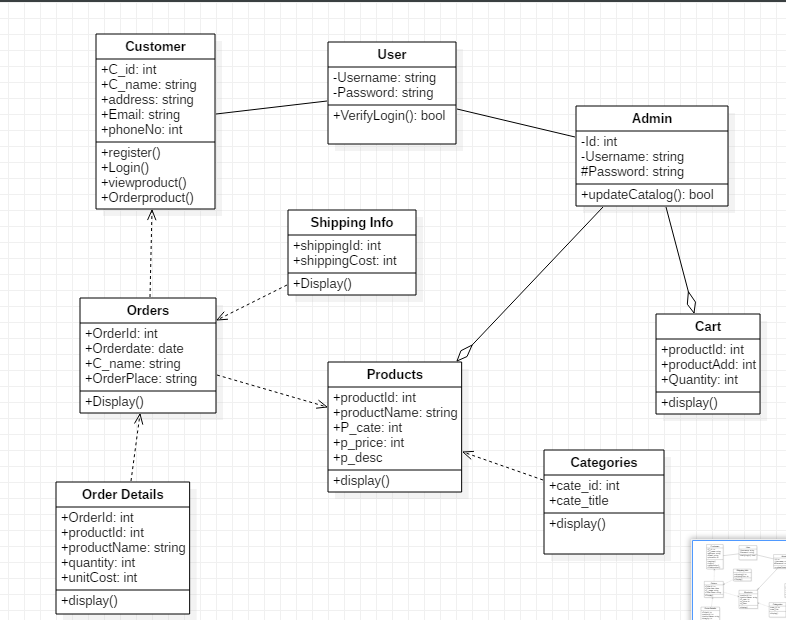 Customer
+C_id: int
+C_name: string
+address: string
+Email: string
+phoneNo: int
+register()
+Login()
+viewproduct()
+Orderproduct()
User
-Username: string
-Password: string
+VerifyLogin(): bool
Admin
-Id: int
-Username: string
#Password: string
+updateCatalog(): bool
Shipping Info
+shippingId: int
+shippingCost: int
+Display()
Orders
+OrderId: int
+Orderdate: date
+C_name: string
+OrderPlace: string
+Display()
Products
+productId: int
+productName: string
+P_cate: int
+p_price: int
+p_desc
+display()
Cart
+productId: int
+productAdd: int
+Quantity: int
+display()
Categories
+cate_id: int
+cate_title
+display()
Order Details
+OrderId: int
+productId: int
+productName: string
+quantity: int
+unitCost: int
+display()